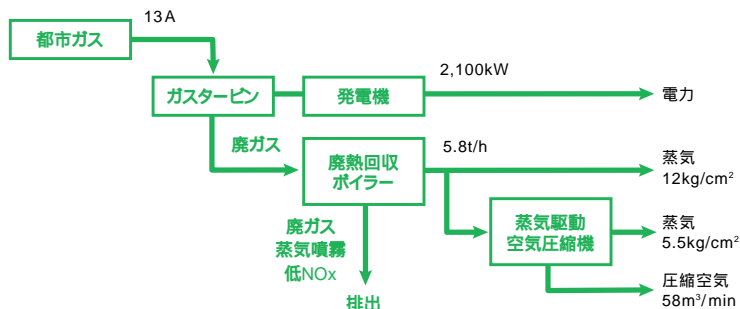 都市ガス
13A
ガスタービン
発電機
2,100kW
電力
廃ガス
廃熱回収
ボイラー
5.8t/h
蒸気
12kg/cm²
蒸気駆動
空気圧縮機
蒸気
5.5kg/cm²
廃ガス
蒸気噴霧
低NOx
排出
圧縮空気
58m³/min